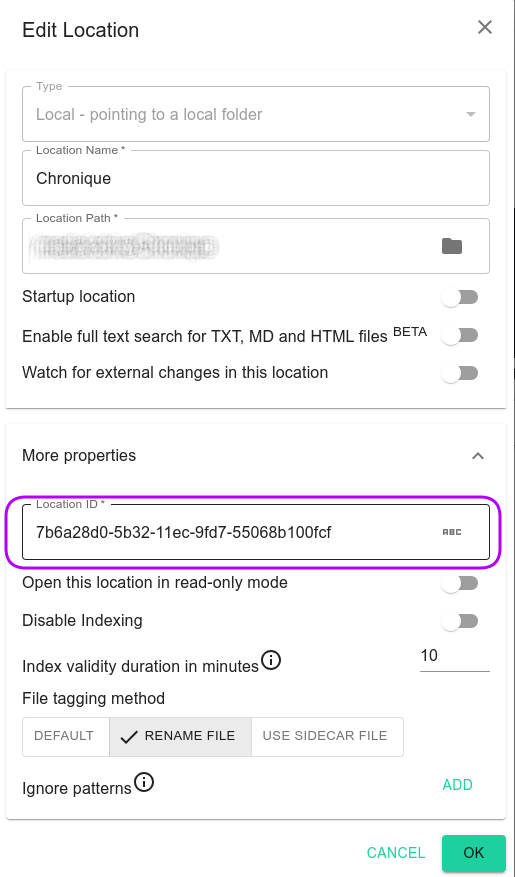 Edit Location
Type
Local - pointing to a local folder
Location Name *
Chronique
Location Path *
Startup location
Enable full text search for TXT, MD and HTML files BETA
Watch for external changes in this location
More properties
Location ID *
7b6a28d0-5b32-11ec-9fd7-55068b100fcf ABC
Open this location in read-only mode
Disable Indexing
Index validity duration in minutes 10
File tagging method
DEFAULT RENAME FILE USE SIDECAR FILE
Ignore patterns ADD
CANCEL OK